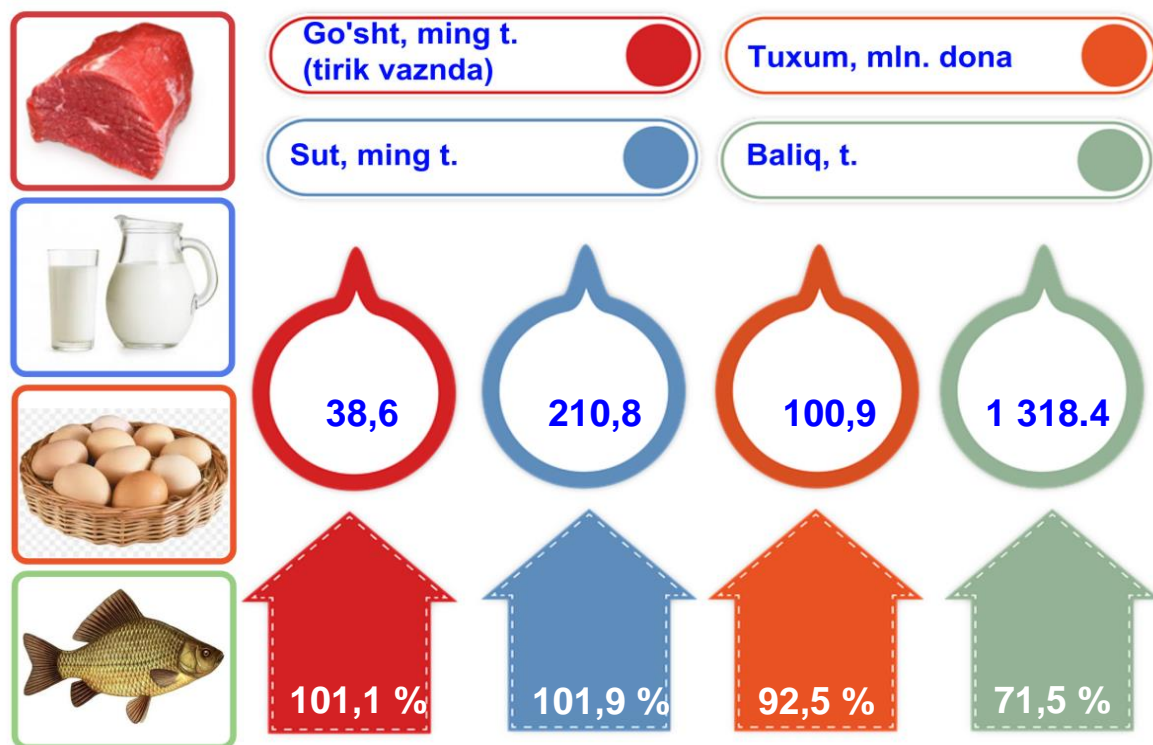 Go'sht, ming t.
(tirik vaznda)
Tuxum, mln. dona
Sut, ming t.
Baliq, t.
38,6
210,8
100,9
1 318.4
101,1 %
101,9 %
92,5 %
71,5 %